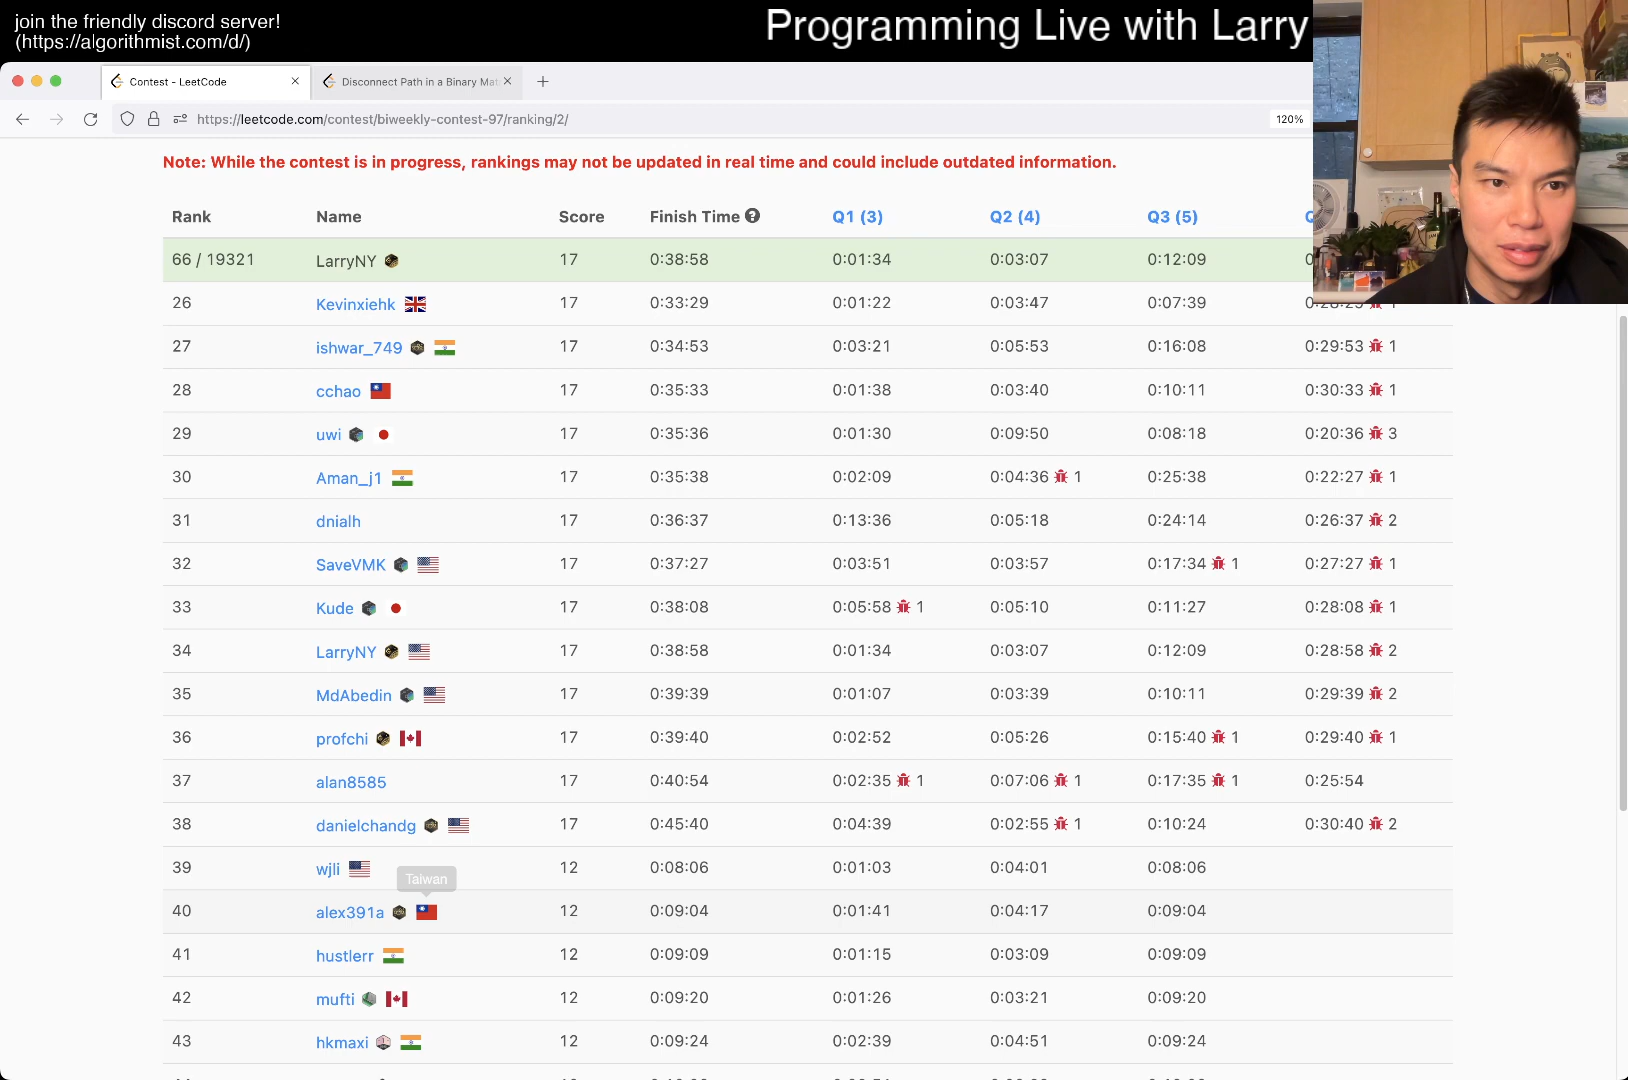 join the friendly discord server!
(https://algorithmist.com/d/)
Programming Live with Larry
Contest - LeetCode
Disconnect Path in a Binary Mat
https://leetcode.com/contest/biweekly-contest-97/ranking/2/
120%
Note: While the contest is in progress, rankings may not be updated in real time and could include outdated information.
Rank Name Score Finish Time Q1 (3) Q2 (4) Q3 (5)
66 / 19321 LarryNY 17 0:38:58 0:01:34 0:03:07 0:12:09
26 Kevinxiehk 17 0:33:29 0:01:22 0:03:47 0:07:39
27 ishwar_749 17 0:34:53 0:03:21 0:05:53 0:16:08 0:29:53 1
28 cchao 17 0:35:33 0:01:38 0:03:40 0:10:11 0:30:33 1
29 uwi 17 0:35:36 0:01:30 0:09:50 0:08:18 0:20:36 3
30 Aman_j1 17 0:35:38 0:02:09 0:04:36 1 0:25:38 0:22:27 1
31 dnialh 17 0:36:37 0:13:36 0:05:18 0:24:14 0:26:37 2
32 SaveVMK 17 0:37:27 0:03:51 0:03:57 0:17:34 1 0:27:27 1
33 Kude 17 0:38:08 0:05:58 1 0:05:10 0:11:27 0:28:08 1
34 LarryNY 17 0:38:58 0:01:34 0:03:07 0:12:09 0:28:58 2
35 MdAbedin 17 0:39:39 0:01:07 0:03:39 0:10:11 0:29:39 2
36 profchi 17 0:39:40 0:02:52 0:05:26 0:15:40 1 0:29:40 1
37 alan8585 17 0:40:54 0:02:35 1 0:07:06 1 0:17:35 1 0:25:54
38 danielchandg 17 0:45:40 0:04:39 0:02:55 1 0:10:24 0:30:40 2
39 wjli 12 0:08:06 0:01:03 0:04:01 0:08:06
Taiwan
40 alex391a 12 0:09:04 0:01:41 0:04:17 0:09:04
41 hustlerr 12 0:09:09 0:01:15 0:03:09 0:09:09
42 mufti 12 0:09:20 0:01:26 0:03:21 0:09:20
43 hkmaxi 12 0:09:24 0:02:39 0:04:51 0:09:24